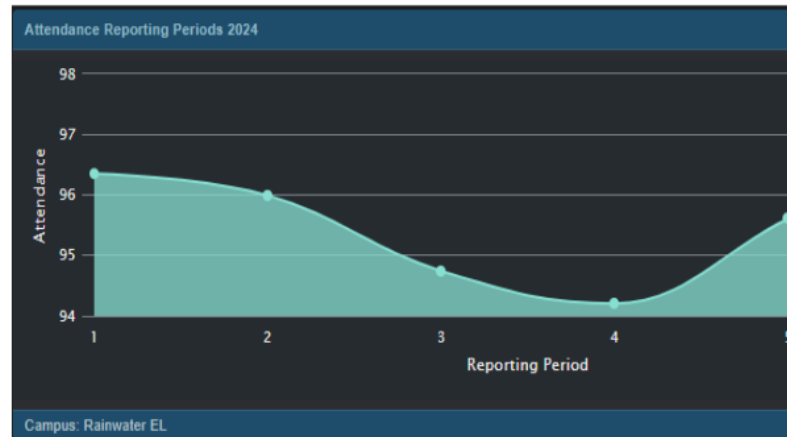 Attendance Reporting Periods 2024
98
97
96
95
94
Attendance
1 2 3 4 5
Reporting Period
Campus: Rainwater EL